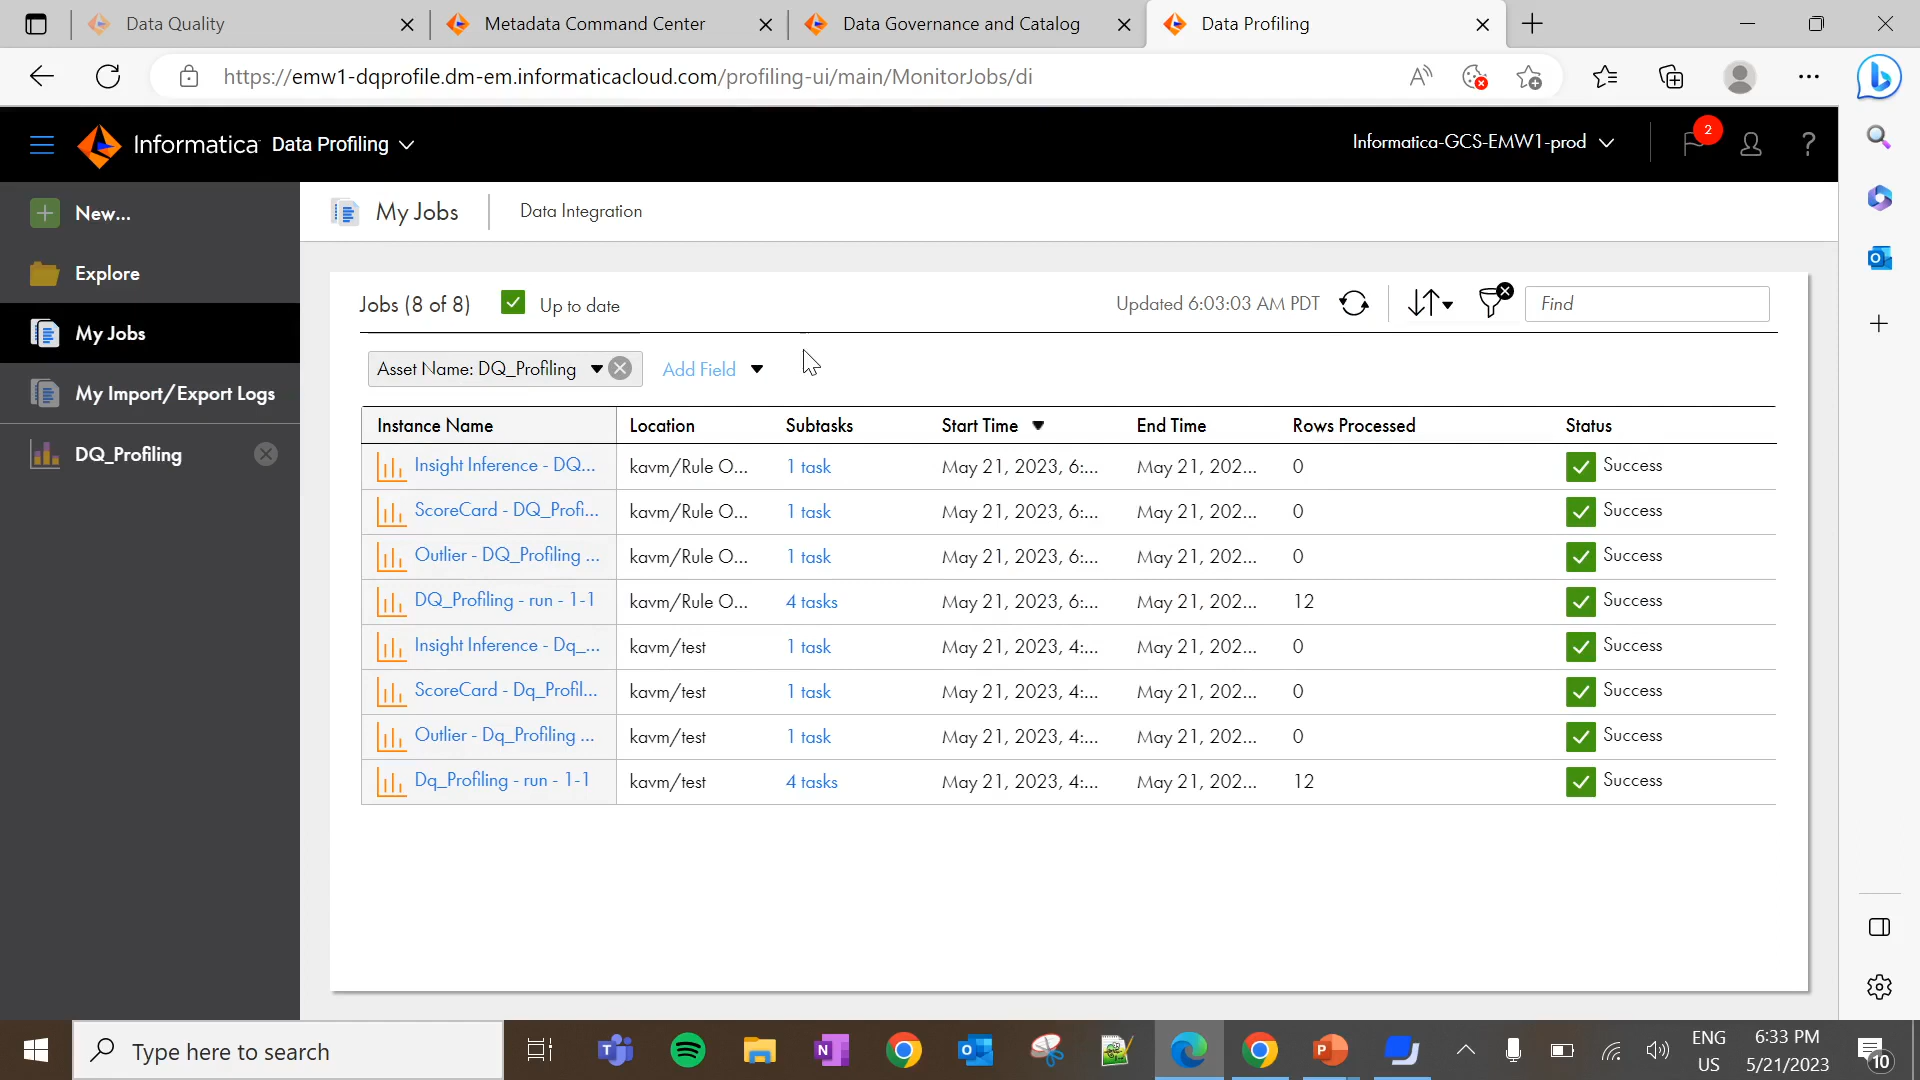 Data Quality
Metadata Command Center
Data Governance and Catalog
Data Profiling
https://emw1-dqprofile.dm-em.informaticacloud.com/profiling-ui/main/MonitorJobs/di
Informatica Data Profiling
Informatica-GCS-EMW1-prod
2
?
New...
Explore
My Jobs
My Import/Export Logs
DQ_Profiling
My Jobs
Data Integration
Jobs (8 of 8)
Up to date
Updated 6:03:03 AM PDT
Find
Asset Name: DQ_Profiling
Add Field
Instance Name Location Subtasks Start Time End Time Rows Processed Status
Insight Inference - DQ... kavm/Rule O... 1 task May 21, 2023, 6:... May 21, 202... 0 Success
ScoreCard - DQ_Profi... kavm/Rule O... 1 task May 21, 2023, 6:... May 21, 202... 0 Success
Outlier - DQ_Profiling ... kavm/Rule O... 1 task May 21, 2023, 6:... May 21, 202... 0 Success
DQ_Profiling - run - 1-1 kavm/Rule O... 4 tasks May 21, 2023, 6:... May 21, 202... 12 Success
Insight Inference - Dq_... kavm/test 1 task May 21, 2023, 4:... May 21, 202... 0 Success
ScoreCard - Dq_Profil... kavm/test 1 task May 21, 2023, 4:... May 21, 202... 0 Success
Outlier - Dq_Profiling ... kavm/test 1 task May 21, 2023, 4:... May 21, 202... 0 Success
Dq_Profiling - run - 1-1 kavm/test 4 tasks May 21, 2023, 4:... May 21, 202... 12 Success
Type here to search
ENG
US
6:33 PM
5/21/2023
10